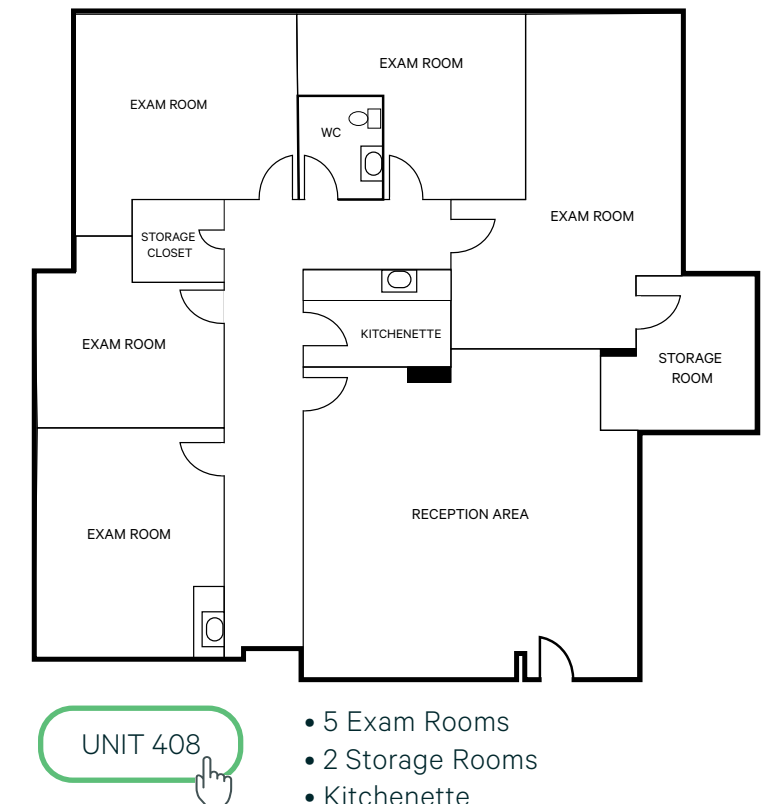 EXAM ROOM
EXAM ROOM
WC
EXAM ROOM
STORAGE
CLOSET
KITCHENETTE
EXAM ROOM
STORAGE
ROOM
RECEPTION AREA
EXAM ROOM
UNIT 408
• 5 Exam Rooms
• 2 Storage Rooms
• Kitchenette